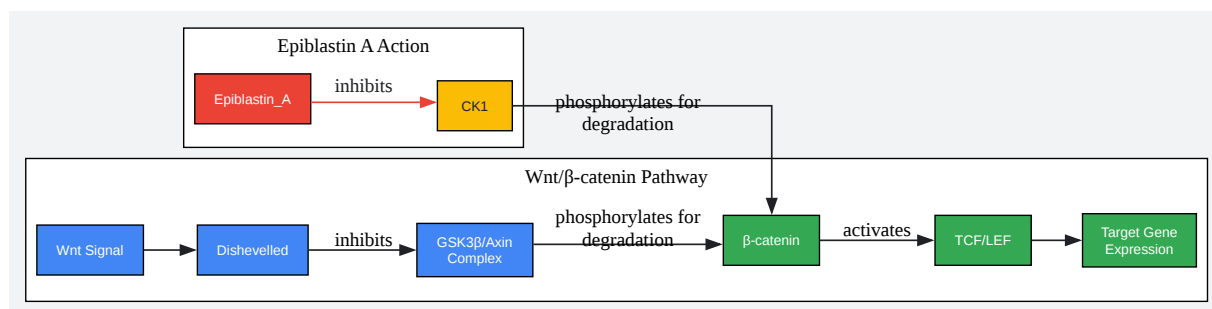 Epiblastin A Action
Epiblastin_A
inhibits
CK1
phosphorylates for
degradation
Wnt/β-catenin Pathway
Wnt Signal
Dishevelled
inhibits
GSK3β/Axin
Complex
phosphorylates for
degradation
β-catenin
activates
TCF/LEF
Target Gene
Expression